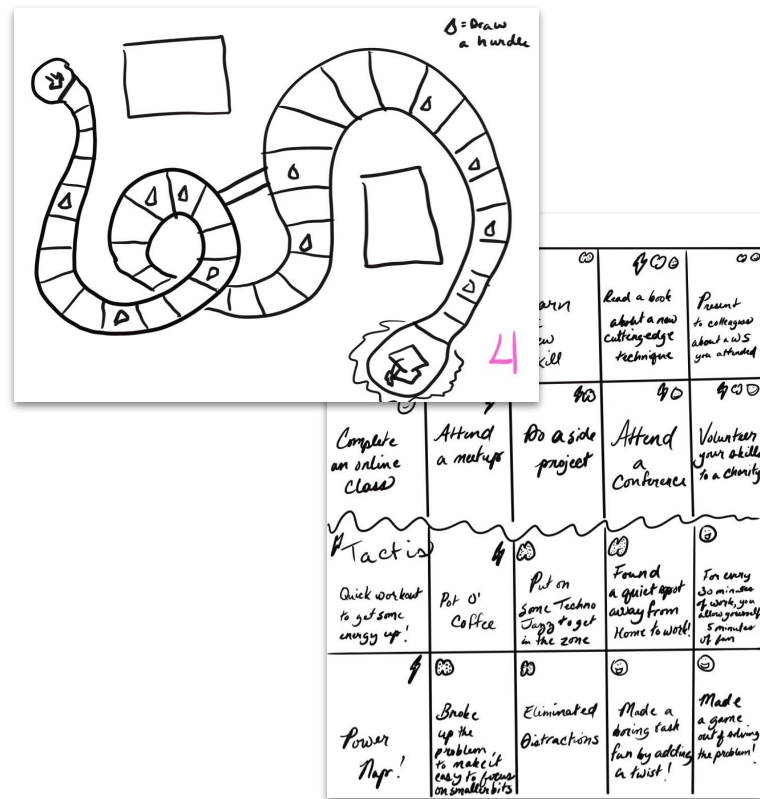 = Draw
a hurdle
4
Read a book
about a new
cutting edge
technique
Present
to colleagues
about a WS
you attended
Complete
an online
Class
Attend
a meetup
Do a side
project
Attend
a
Conference
Volunteer
your skills
to a charity
Tactis
Quick workout
to get some
energy up!
Pot O'
Coffee
Put on
some Techno
Jazz to get
in the zone
Found
a quiet spot
away from
Home to work!
For every
30 minutes
of work, you
allow yourself
5 minutes
of fun
Power
Nap!
Broke
up the
problem,
to make it
easy to focus
on smaller bits
Eliminated
Distractions
Made a
boring task
fun by adding
a twist!
Made
a game
out of solving
the problem!